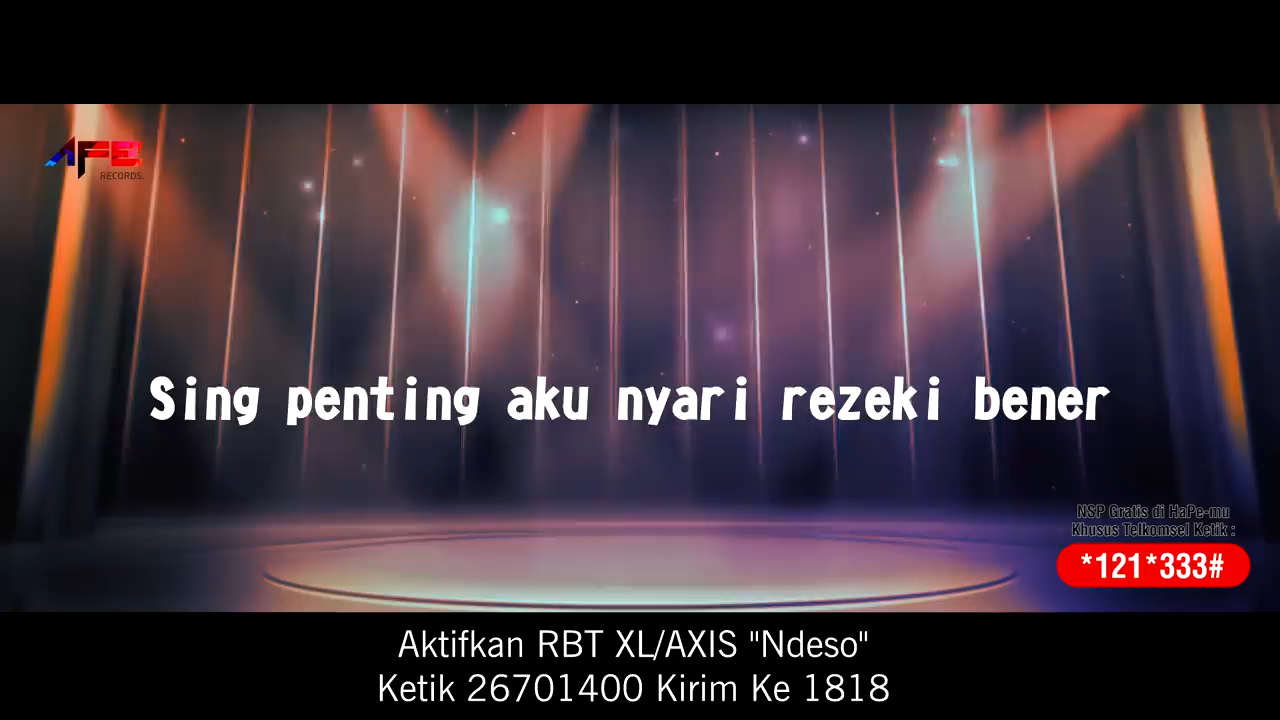 AFE
RECORDS.
Sing penting aku nyari rezeki bener
NSP Gratis di HaPe-mu
Khusus Telkomsel Ketik :
*121*333#
Aktifkan RBT XL/AXIS "Ndeso"
Ketik 26701400 Kirim Ke 1818